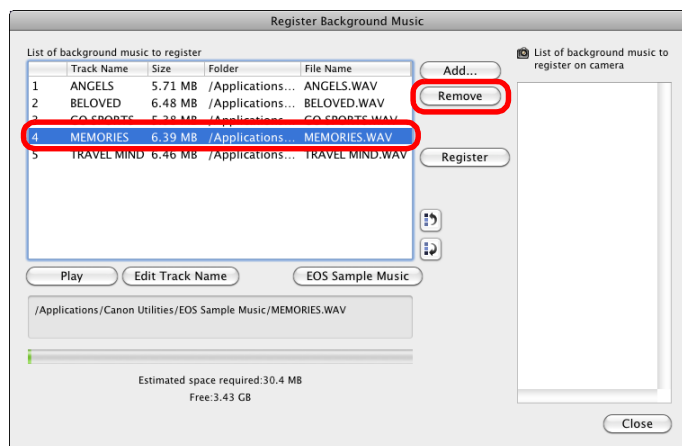 Register Background Music
List of background music to register
Track Name Size Folder File Name
1 ANGELS 5.71 MB /Applications... ANGELS.WAV
2 BELOVED 6.48 MB /Applications... BELOVED.WAV
3 GO SPORTS 5.38 MB /Applications... GO SPORTS.WAV
4 MEMORIES 6.39 MB /Applications... MEMORIES.WAV
5 TRAVEL MIND 6.46 MB /Applications... TRAVEL MIND.WAV
Add...
Remove
Register
Play Edit Track Name EOS Sample Music
/Applications/Canon Utilities/EOS Sample Music/MEMORIES.WAV
Estimated space required:30.4 MB
Free:3.43 GB
List of background music to
register on camera
Close